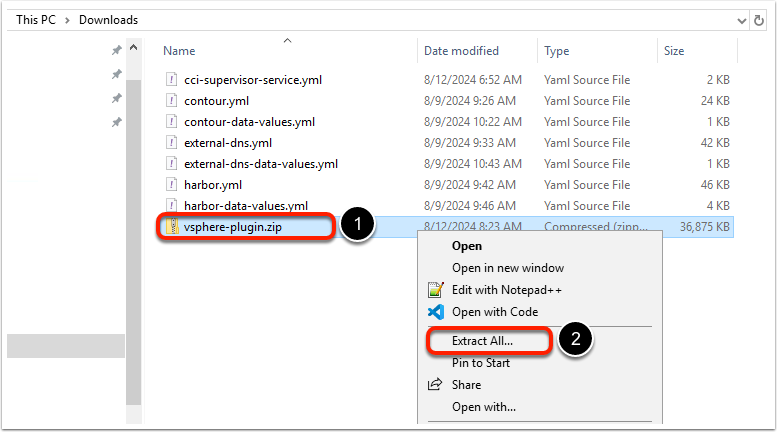 This PC > Downloads
Name Date modified Type Size
cci-supervisor-service.yml 8/12/2024 6:52 AM Yaml Source File 2 KB
contour.yml 8/9/2024 9:26 AM Yaml Source File 24 KB
contour-data-values.yml 8/9/2024 10:22 AM Yaml Source File 1 KB
external-dns.yml 8/9/2024 9:33 AM Yaml Source File 42 KB
external-dns-data-values.yml 8/9/2024 10:43 AM Yaml Source File 1 KB
harbor.yml 8/9/2024 9:42 AM Yaml Source File 46 KB
harbor-data-values.yml 8/9/2024 9:46 AM Yaml Source File 4 KB
vsphere-plugin.zip 1 8/12/2024 8:23 AM Compressed (zipp... 36,875 KB
Open
Open in new window
Edit with Notepad++
Open with Code
Extract All... 2
Pin to Start
Share
Open with...